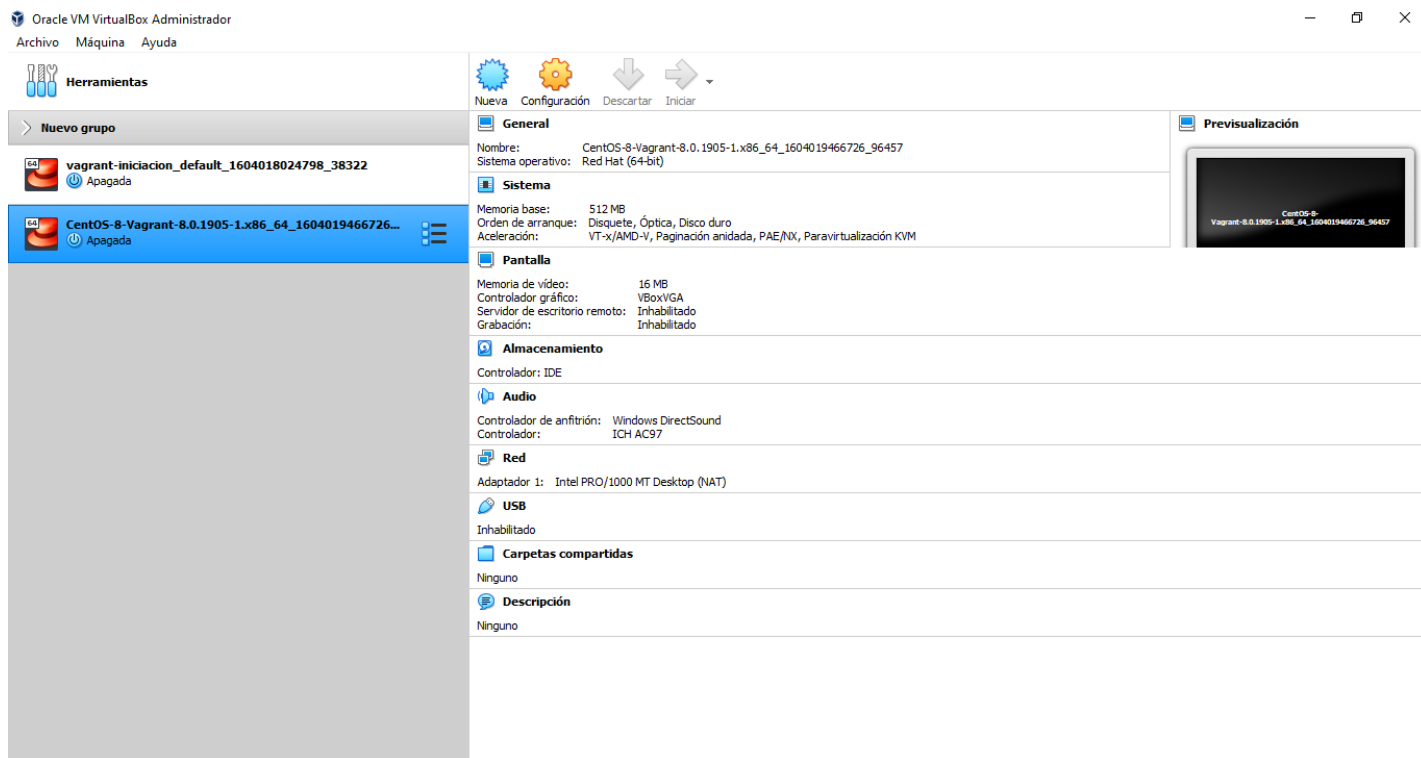 Oracle VM VirtualBox Administrador
Archivo Máquina Ayuda
Herramientas
Nuevo grupo
64
vagrant-iniciacion_default_1604018024798_38322
Apagada
64
CentOS-8-Vagrant-8.0.1905-1.x86_64_1604019466726...
Apagada
Nueva Configuración Descartar Iniciar
General
Nombre: CentOS-8-Vagrant-8.0.1905-1.x86_64_1604019466726_96457
Sistema operativo: Red Hat (64-bit)
Sistema
Memoria base: 512 MB
Orden de arranque: Disquete, Óptica, Disco duro
Aceleración: VT-x/AMD-V, Paginación anidada, PAE/NX, Paravirtualización KVM
Pantalla
Memoria de vídeo: 16 MB
Controlador gráfico: VBoxVGA
Servidor de escritorio remoto: Inhabilitado
Grabación: Inhabilitado
Almacenamiento
Controlador: IDE
Audio
Controlador de anfitrión: Windows DirectSound
Controlador: ICH AC97
Red
Adaptador 1: Intel PRO/1000 MT Desktop (NAT)
USB
Inhabilitado
Carpetas compartidas
Ninguno
Descripción
Ninguno
Previsualización
CentOS-8-
Vagrant-8.0.1905-1.x86_64_1604019466726_96457